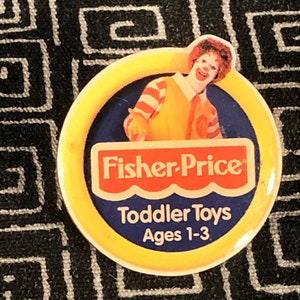 Fisher-Price
Toddler Toys
Ages 1-3